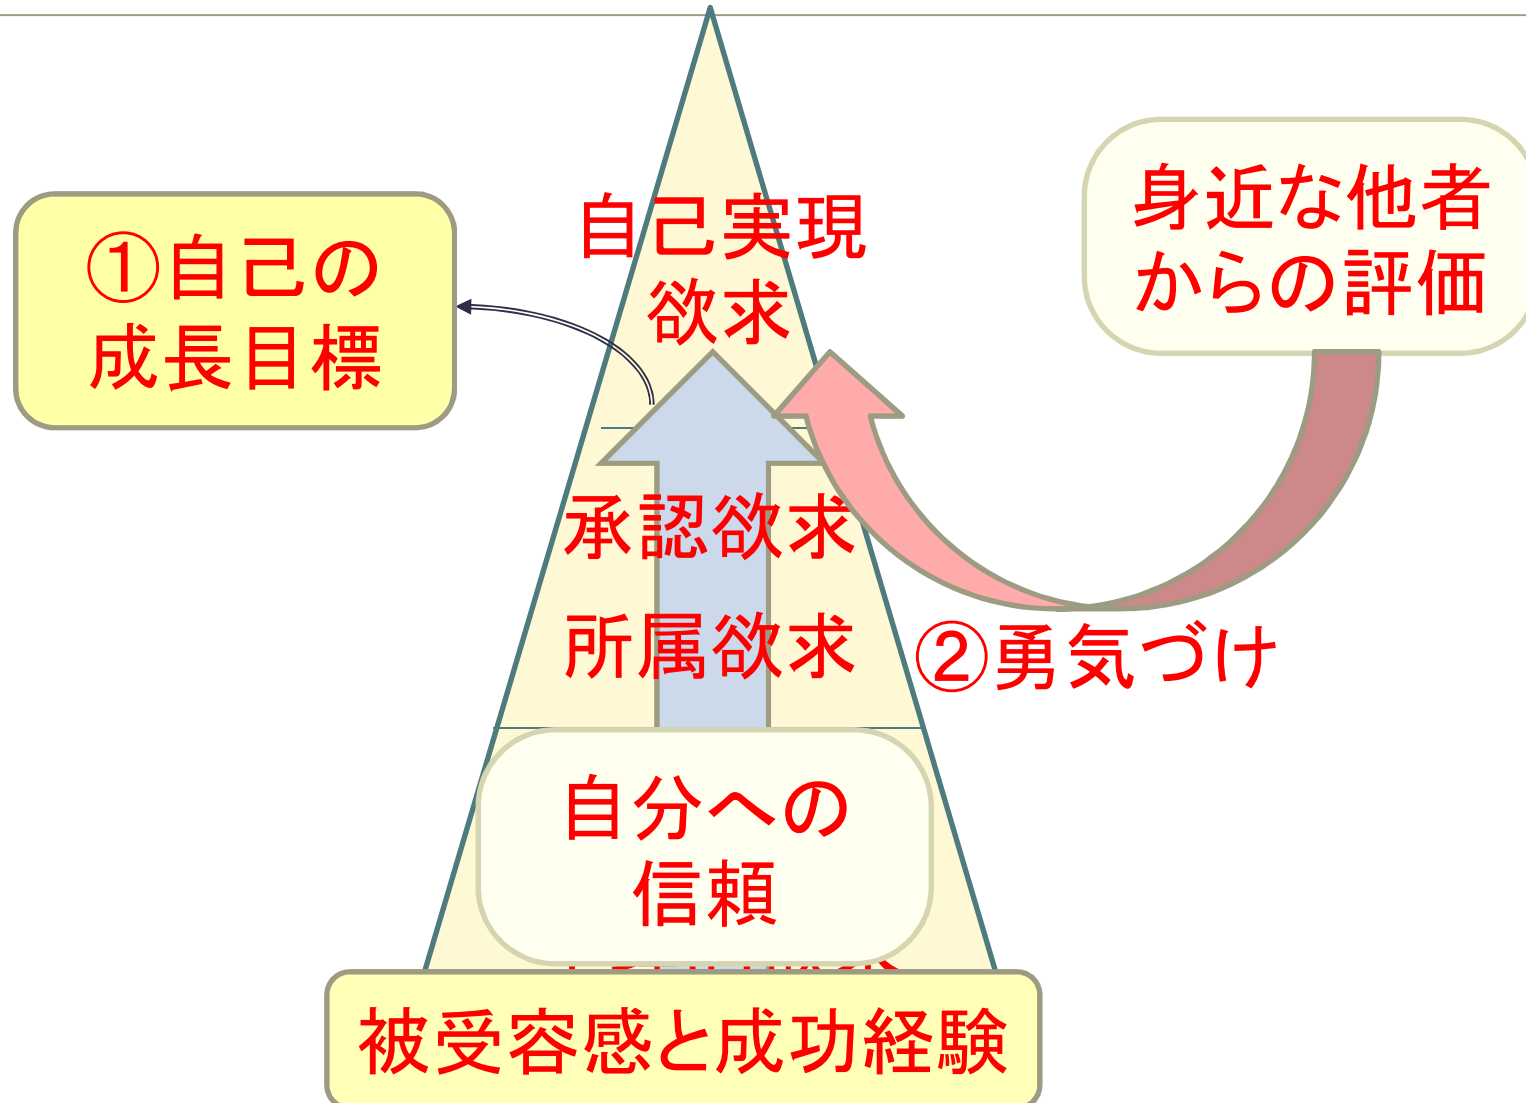 自己実現
欲求
①自己の
成長目標
身近な他者
からの評価
承認欲求
所属欲求
②勇気づけ
自分への
信頼
被受容感と成功経験